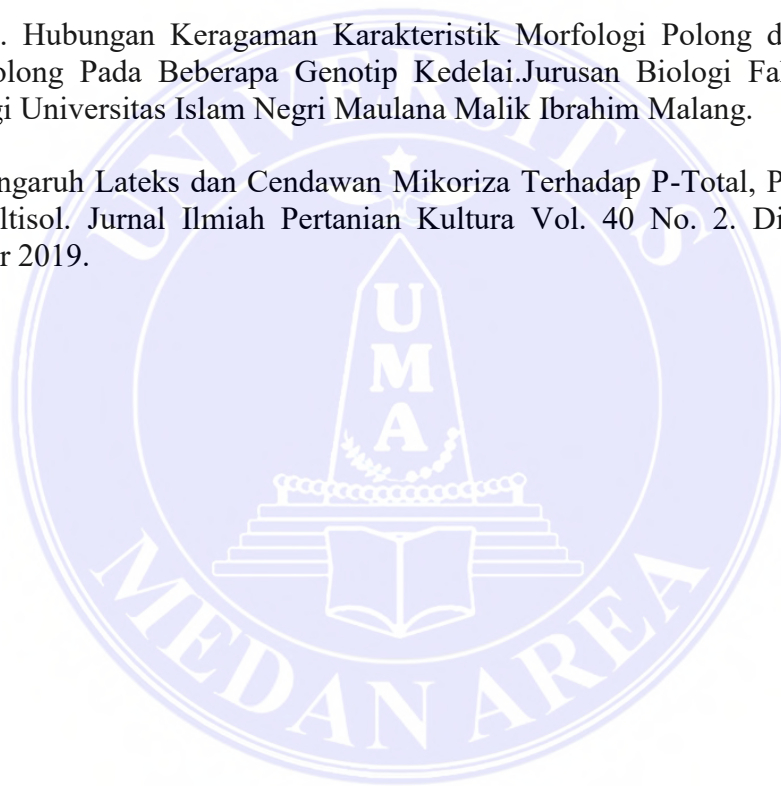 . Hubungan Keragaman Karakteristik Morfologi Polong d
olong Pada Beberapa Genotip Kedelai.Jurusan Biologi Fal
gi Universitas Islam Negri Maulana Malik Ibrahim Malang.
ngaruh Lateks dan Cendawan Mikoriza Terhadap P-Total, P
ltisol. Jurnal Ilmiah Pertanian Kultura Vol. 40 No. 2. Di
r 2019.
UNIVERSITAS
U
M
A
MEDAN AREA